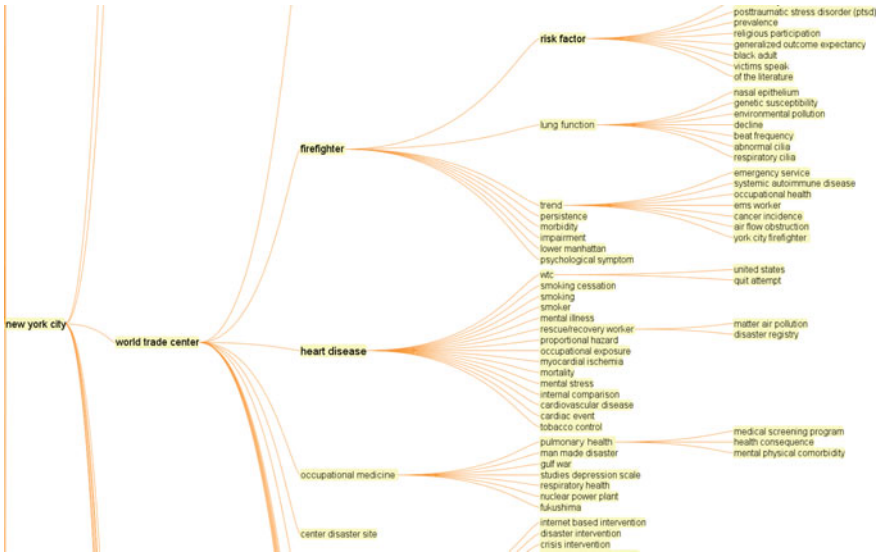 posttraumatic stress disorder (ptsd)
prevalence
risk factor
religious participation
generalized outcome expectancy
black adult
victims speak
of the literature
nasal epithelium
genetic susceptibility
environmental pollution
lung function
decline
beat frequency
abnormal cilia
respiratory cilia
firefighter
emergency service
systemic autoimmune disease
occupational health
trend
ems worker
cancer incidence
air flow obstruction
york city firefighter
persistence
morbidity
impairment
lower manhattan
psychological symptom
wtc
united states
quit attempt
smoking cessation
smoking
smoker
mental illness
new york city
rescue/recovery worker
matter air pollution
disaster registry
world trade center
proportional hazard
heart disease
occupational exposure
myocardial ischemia
mortality
mental stress
internal comparison
cardiovascular disease
cardiac event
tobacco control
pulmonary health
medical screening program
health consequence
mental physical comorbidity
man made disaster
gulf war
occupational medicine
studies depression scale
respiratory health
nuclear power plant
fukushima
center disaster site
internet based intervention
disaster intervention
crisis intervention